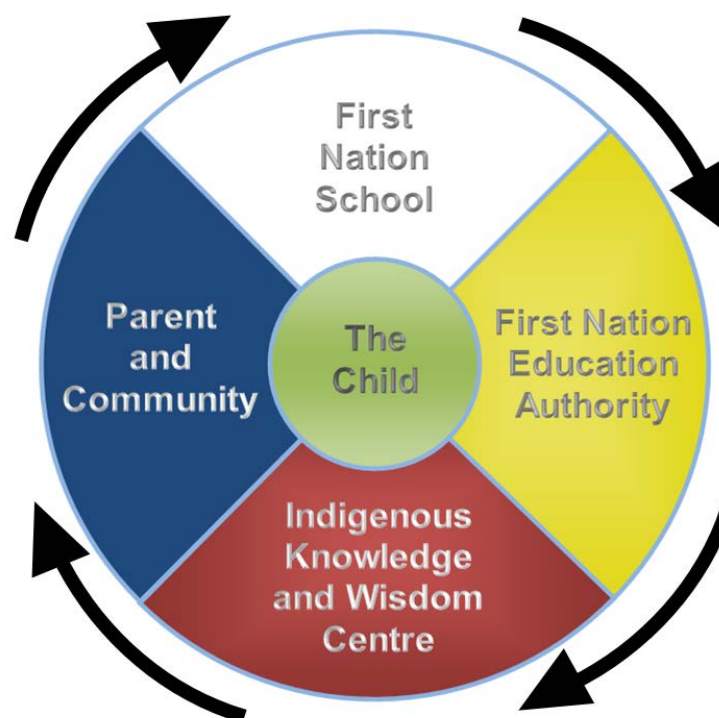 First
Nation
School
Parent
and
Community
The
Child
First Nation
Education
Authority
Indigenous
Knowledge
and Wisdom
Centre